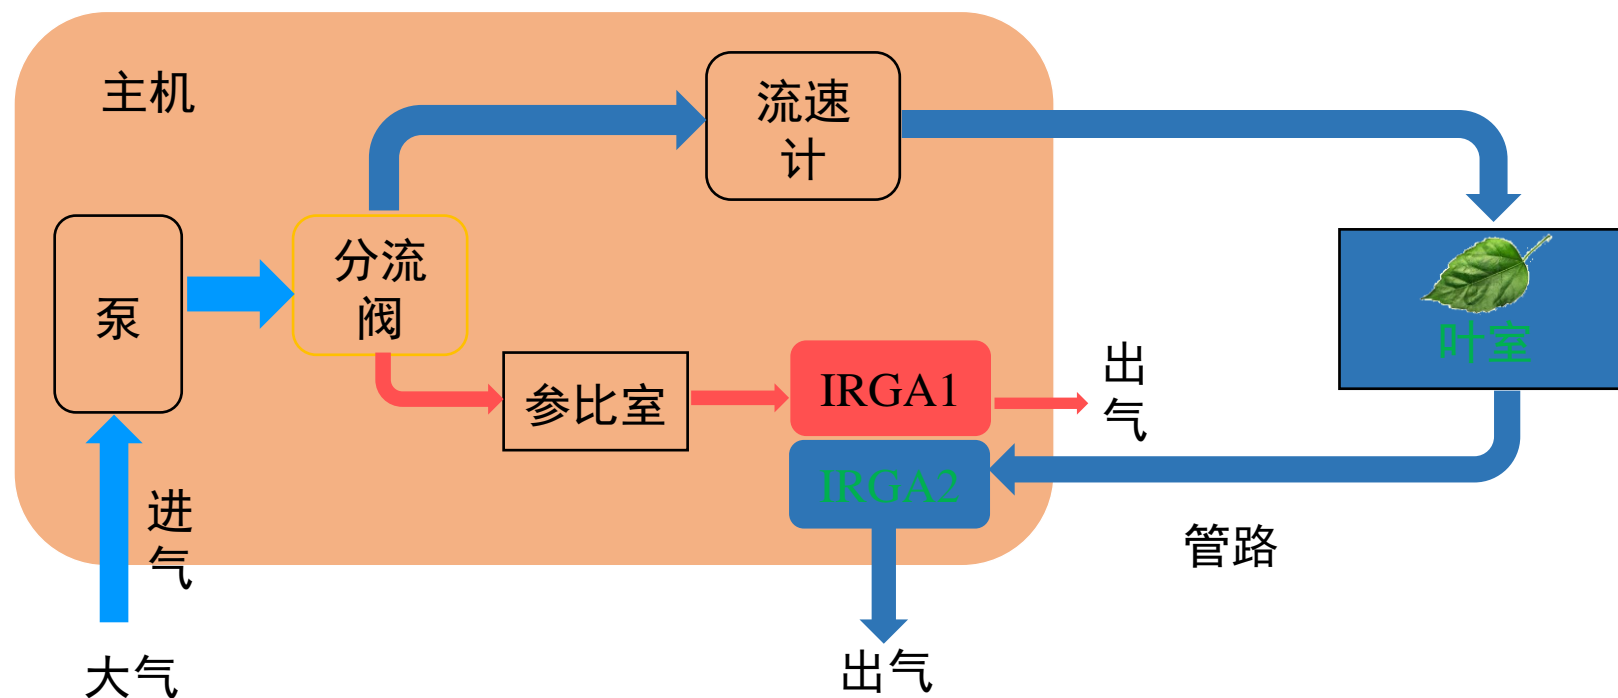 主机
流速
计
分流
阀
泵
叶室
出
气
IRGA1
参比室
IRGA2
进
气
管路
大气
出气